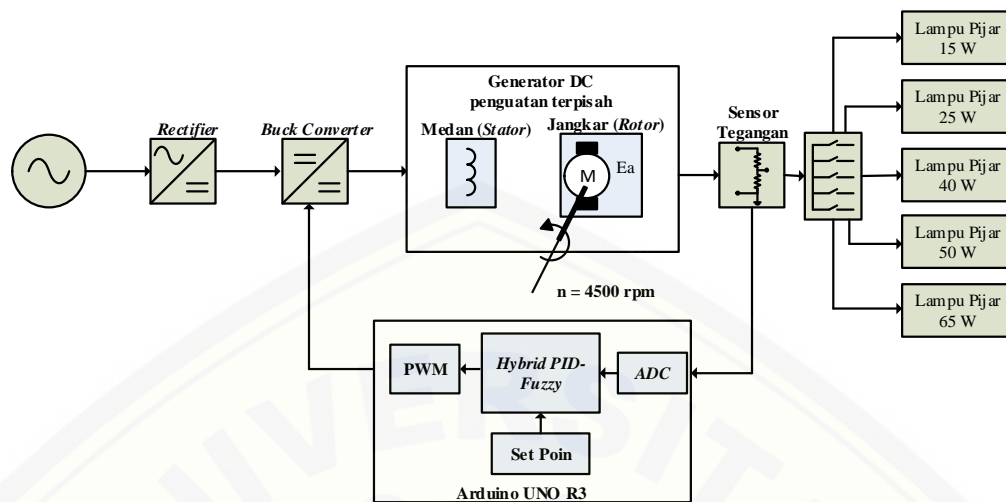 Rectifier
Buck Converter
Generator DC
penguatan terpisah
Medan (Stator)
Jangkar (Rotor)
Ea
M
n = 4500 rpm
Sensor
Tegangan
Lampu Pijar
15 W
Lampu Pijar
25 W
Lampu Pijar
40 W
Lampu Pijar
50 W
Lampu Pijar
65 W
PWM
Hybrid PID-
Fuzzy
ADC
Set Poin
Arduino UNO R3
UNIVERSIT